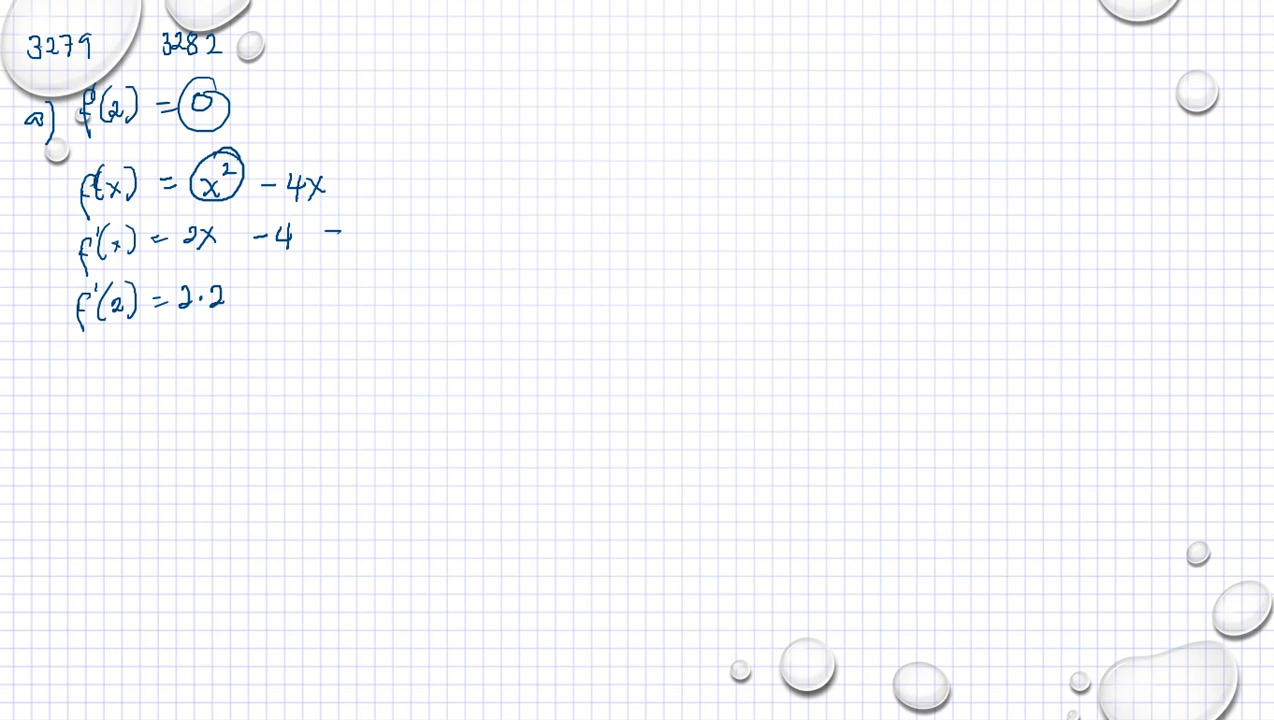 3279 3282
a) f'(2) = 0
f(x) = x² - 4x
f'(x) = 2x - 4 -
f'(2) = 2·2